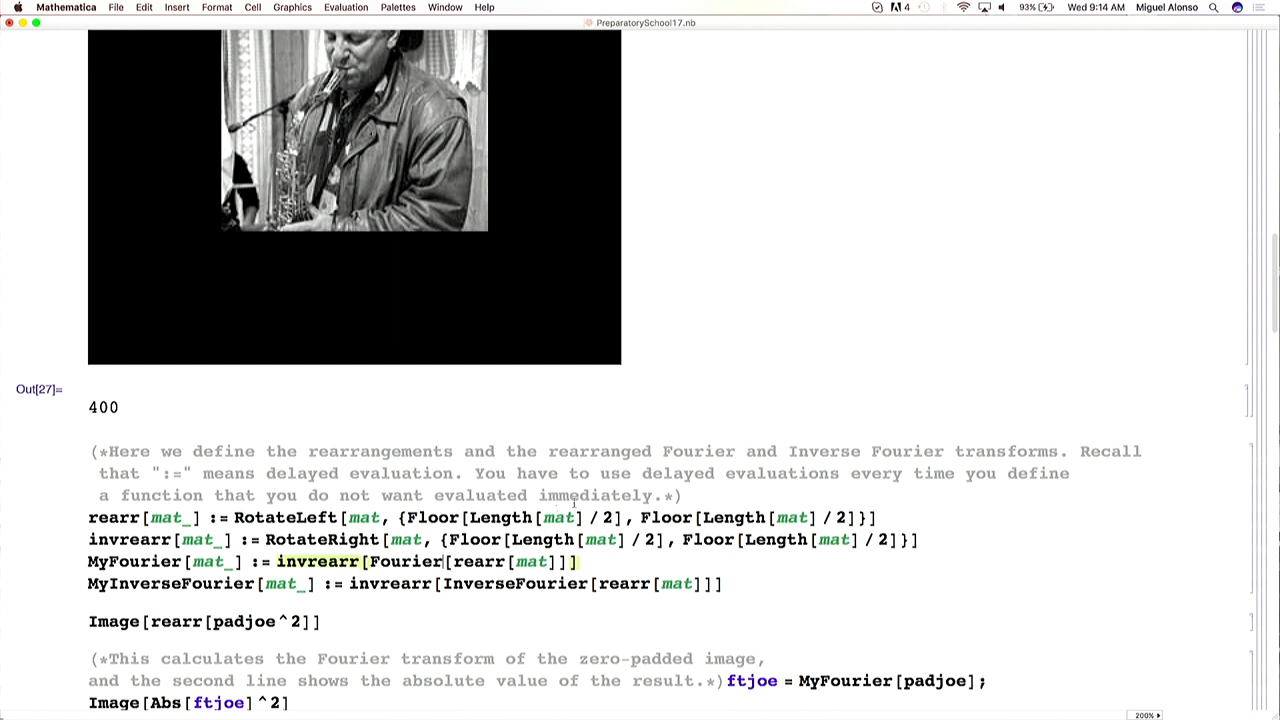 Mathematica File Edit Insert Format Cell Graphics Evaluation Palettes Window Help 4 93% Wed 9:14 AM Miguel Alonso
PreparatorySchool17.nb
Out[27]=
400
(*Here we define the rearrangements and the rearranged Fourier and Inverse Fourier transforms. Recall
that ":=" means delayed evaluation. You have to use delayed evaluations every time you define
a function that you do not want evaluated immediately.*)
rearr[mat_] := RotateLeft[mat, {Floor[Length[mat] / 2], Floor[Length[mat] / 2]}]
invrearr[mat_] := RotateRight[mat, {Floor[Length[mat] / 2], Floor[Length[mat] / 2]}]
MyFourier[mat_] := invrearr[Fourier[rearr[mat]]]
MyInverseFourier[mat_] := invrearr[InverseFourier[rearr[mat]]]
Image[rearr[padjoe^2]]
(*This calculates the Fourier transform of the zero-padded image,
and the second line shows the absolute value of the result.*)ftjoe = MyFourier[padjoe];
Image[Abs[ftjoe]^2]
200%